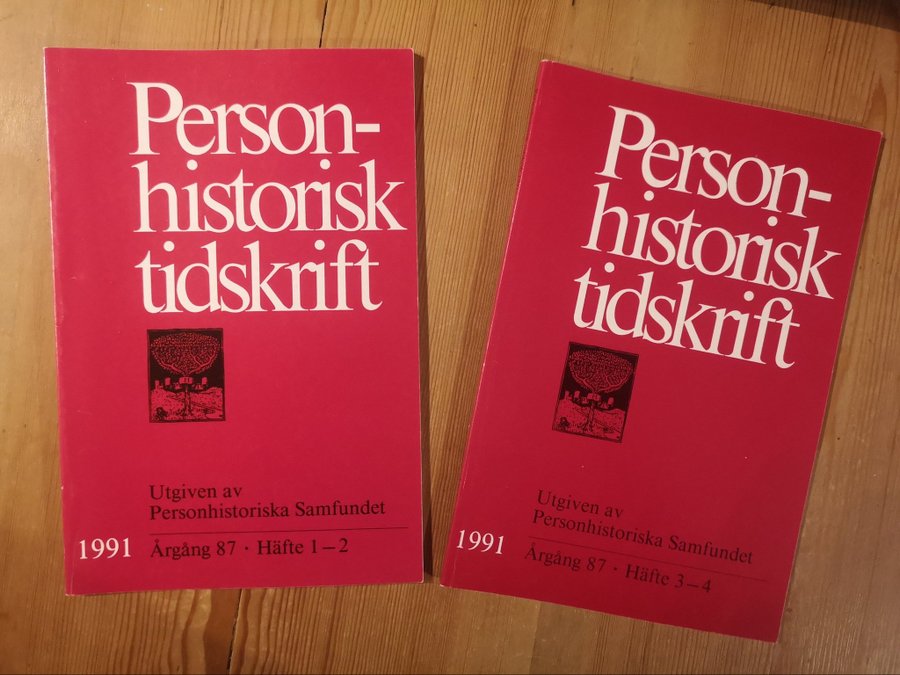 Person-
historisk
tidskrift
Utgiven av
Personhistoriska Samfundet
1991 Årgång 87 · Häfte 1–2
Person-
historisk
tidskrift
Utgiven av
Personhistoriska Samfundet
1991 Årgång 87 · Häfte 3–4